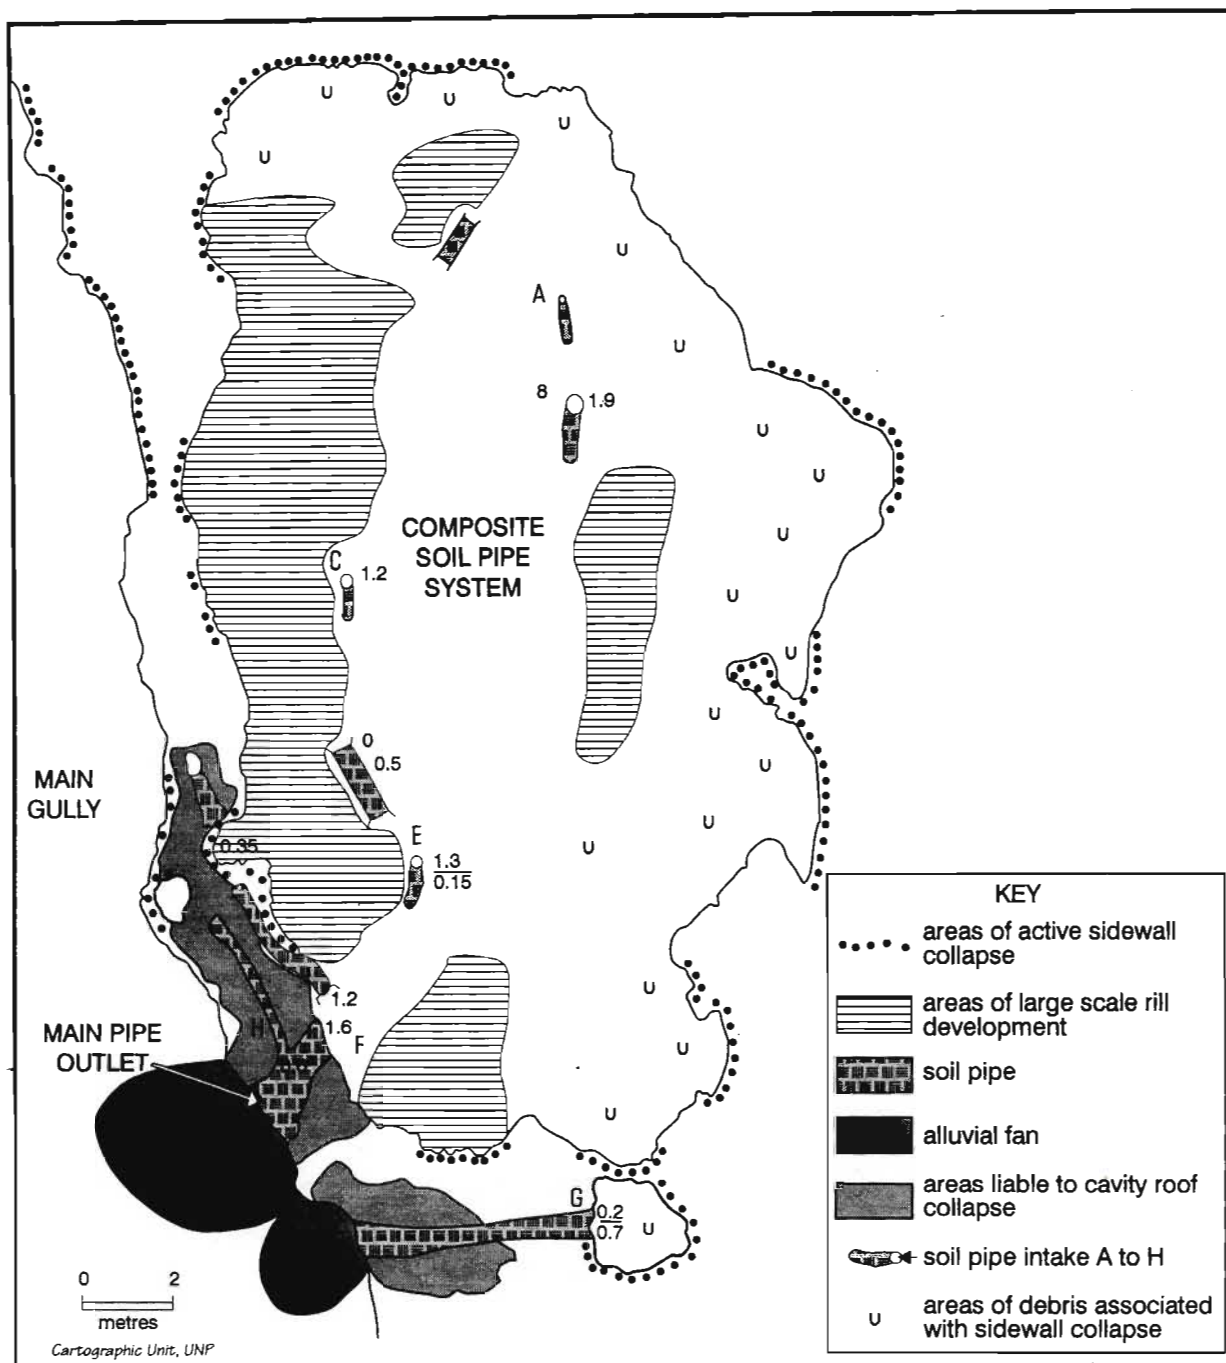 U
U
U
U
U
A
U
8
1.9
U
U
COMPOSITE
SOIL PIPE
SYSTEM
U
C
1.2
U
U
U
0
0.5
U
MAIN
GULLY
U
0.35
U
E
1.3
0.15
KEY
areas of active sidewall
collapse
U
1.2
areas of large scale rill
development
MAIN PIPE
OUTLET
H
1.6
F
U
soil pipe
U
alluvial fan
areas liable to cavity roof
collapse
G
0.2
0.7
U
soil pipe intake A to H
0 2
metres
U
areas of debris associated
with sidewall collapse
Cartographic Unit, UNP